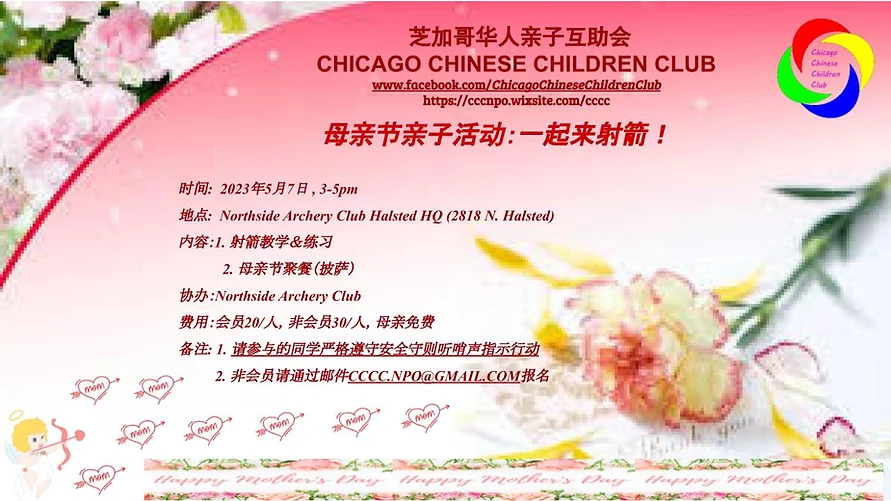 芝加哥华人亲子互助会
CHICAGO CHINESE CHILDREN CLUB
www.facebook.com/ChicagoChineseChildrenClub
https://cccnpo.wixsite.com/cccc
Chicago
Chinese
Children
Club
母亲节亲子活动:一起来射箭！
时间: 2023年5月7日 , 3-5pm
地点: Northside Archery Club Halsted HQ (2818 N. Halsted)
内容:1. 射箭教学&练习
2. 母亲节聚餐(披萨)
协办:Northside Archery Club
费用:会员20/人, 非会员30/人, 母亲免费
备注: 1. 请参与的同学严格遵守安全守则听哨声指示行动
2. 非会员请通过邮件CCCC.NPO@GMAIL.COM报名
mom mom
mom mom mom mom mom
mom
Thank you
Happy Mother's Day Happy Mother's Day Happy Mother's Day